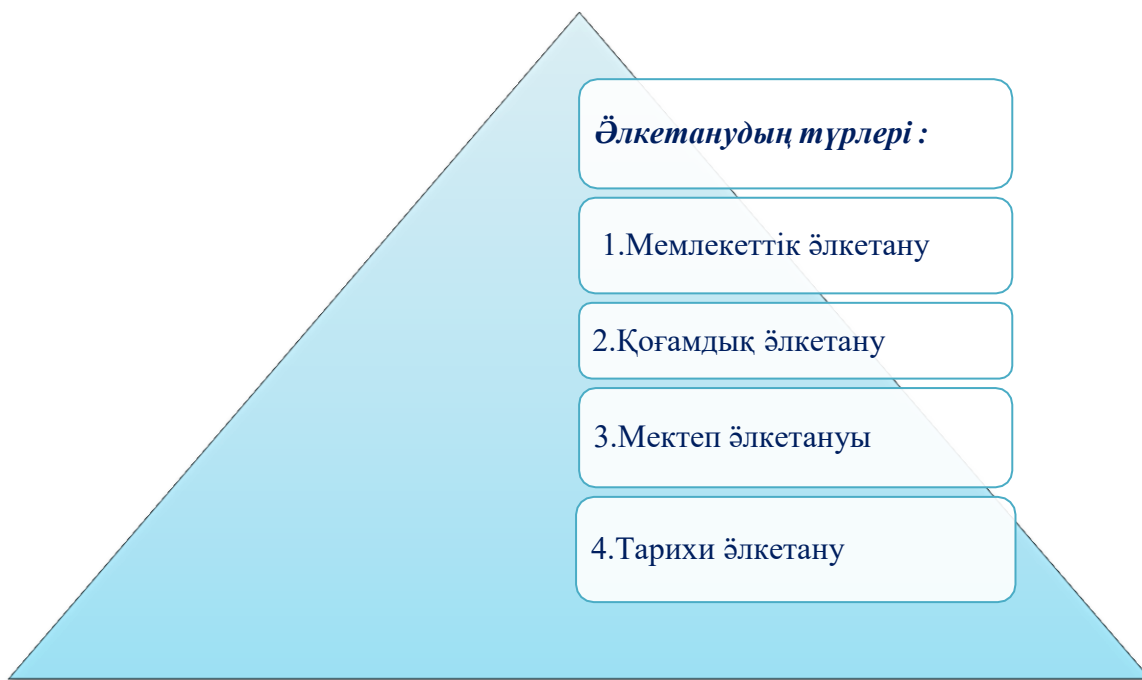 Әлкетанудың түрлері :
1.Мемлекеттік әлкетану
2.Қоғамдық әлкетану
3.Мектеп әлкетануы
4.Тарихи әлкетану